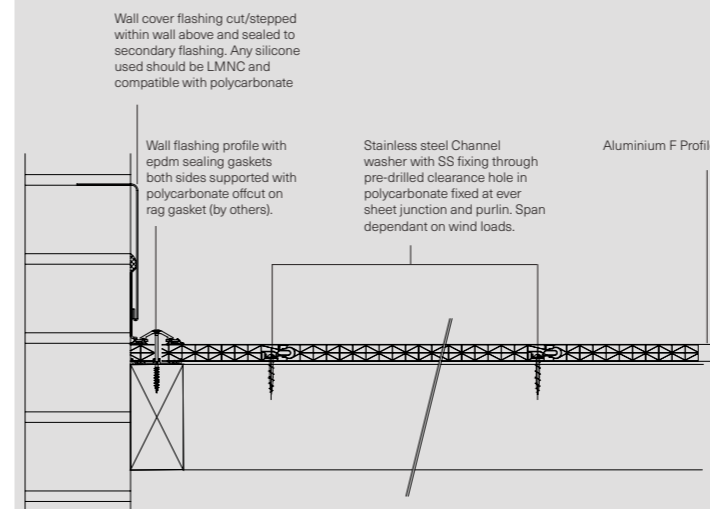 Wall cover flashing cut/stepped
within wall above and sealed to
secondary flashing. Any silicone
used should be LMNC and
compatible with polycarbonate
Wall flashing profile with
epdm sealing gaskets
both sides supported with
polycarbonate offcut on
rag gasket (by others).
Stainless steel Channel
washer with SS fixing through
pre-drilled clearance hole in
polycarbonate fixed at ever
sheet junction and purlin. Span
dependant on wind loads.
Aluminium F Profil